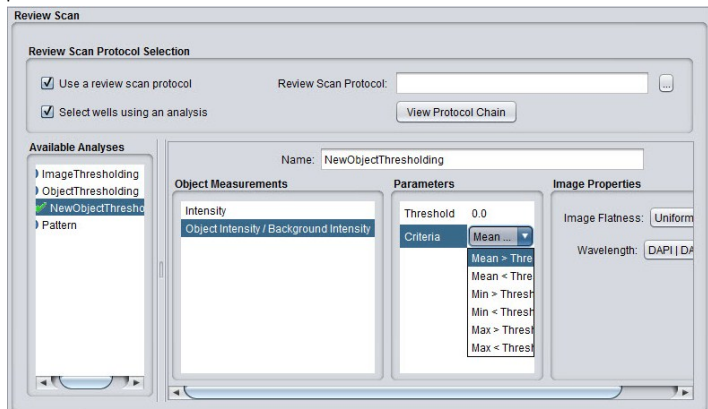 Review Scan
Review Scan Protocol Selection
Use a review scan protocol
Review Scan Protocol:
...
Select wells using an analysis
View Protocol Chain
Available Analyses
ImageThresholding
ObjectThresholding
NewObjectThresho
Pattern
Name: NewObjectThresholding
Object Measurements
Intensity
Object Intensity / Background Intensity
Parameters
Threshold 0.0
Criteria Mean ...
Mean > Thre
Mean < Thre
Min > Thresh
Min < Thresh
Max > Thresh
Max < Thresh
Image Properties
Image Flatness: Uniform
Wavelength: DAPI | DA